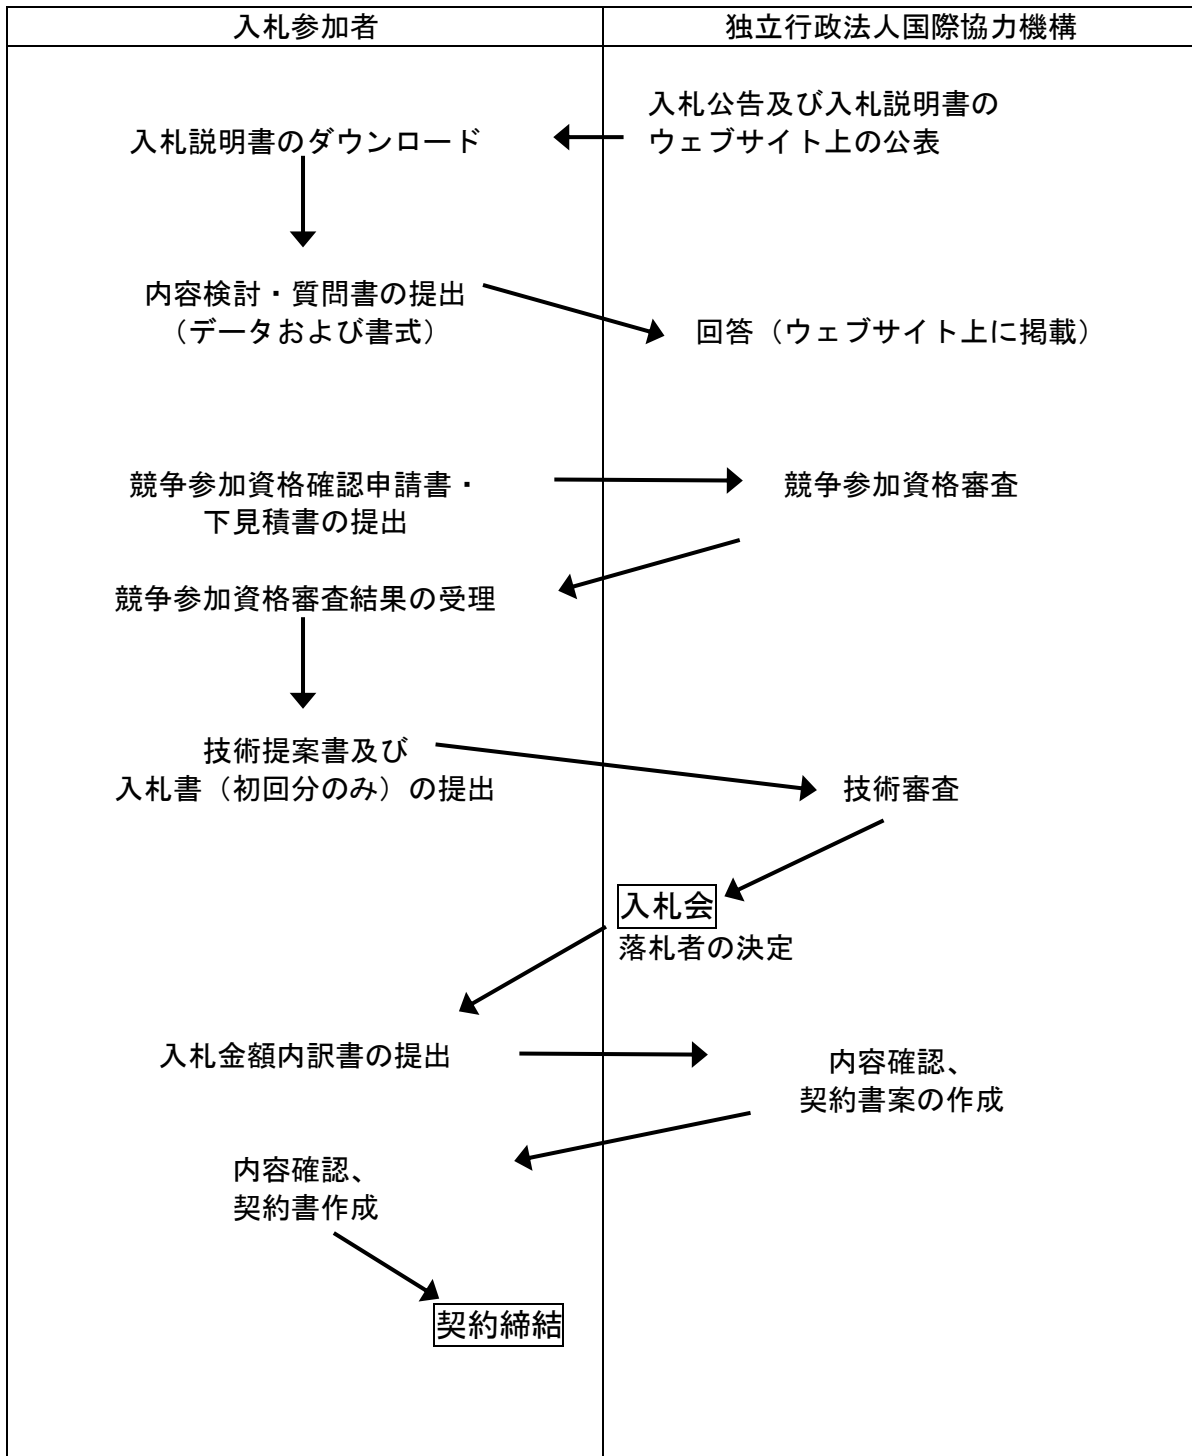 入札参加者
独立行政法人国際協力機構
入札公告及び入札説明書の
ウェブサイト上の公表
入札説明書のダウンロード
内容検討・質問書の提出
（データおよび書式）
回答（ウェブサイト上に掲載）
競争参加資格確認申請書・
下見積書の提出
競争参加資格審査
競争参加資格審査結果の受理
技術提案書及び
入札書（初回分のみ）の提出
技術審査
入札会
落札者の決定
入札金額内訳書の提出
内容確認、
契約書案の作成
内容確認、
契約書作成
契約締結